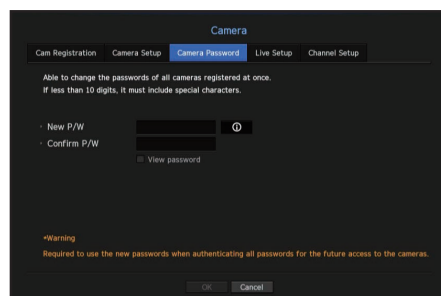 Camera
Cam Registration Camera Setup Camera Password Live Setup Channel Setup
Able to change the passwords of all cameras registered at once.
If less than 10 digits, it must include special characters.
New P/W
Confirm P/W
View password
*Warning
Required to use the new passwords when authenticating all passwords for the future access to the cameras.
OK Cancel